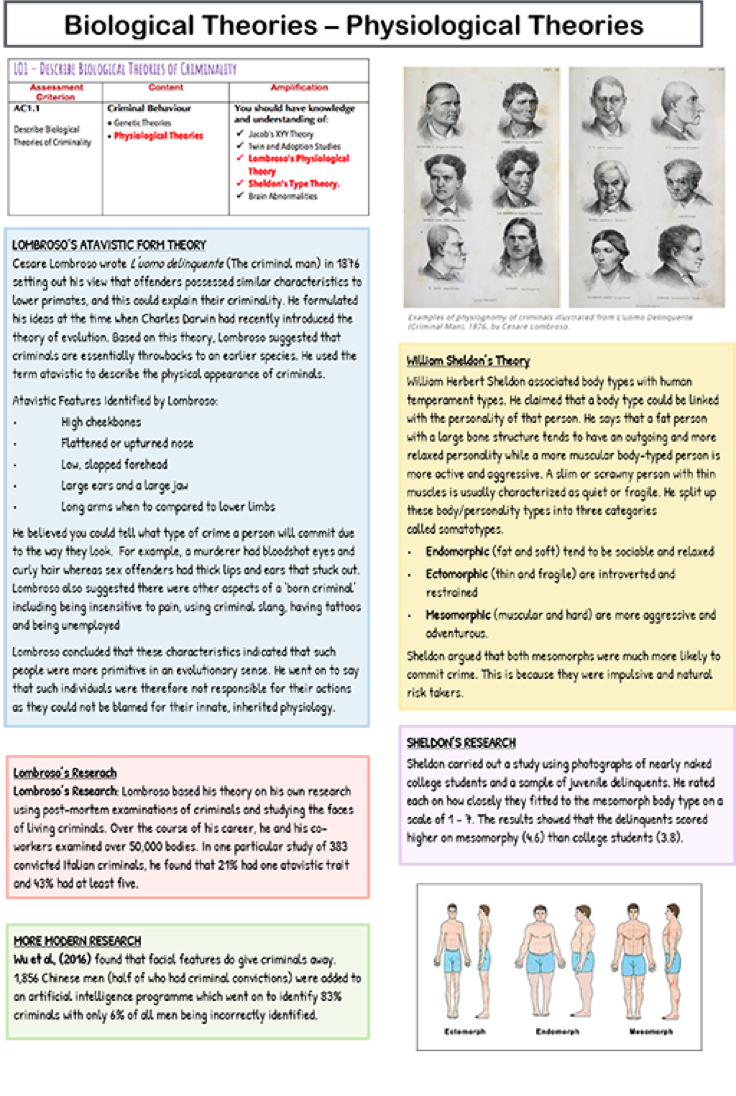 Biological Theories – Physiological Theories
LO1 – Describe Biological Theories of Criminality
Assessment Criterion
Content
Amplification
AC1.1
Describe Biological Theories of Criminality
Criminal Behaviour
• Genetic Theories
• Physiological Theories
You should have knowledge and understanding of:
✓ Jacob's XYY Theory
✓ Twin and Adoption Studies
✓ Lombroso's Physiological Theory
✓ Sheldon's Type Theory.
✓ Brain Abnormalities
LOMBROSO'S ATAVISTIC FORM THEORY
Cesare Lombroso wrote L'uomo delinquente (The criminal man) in 1876
setting out his view that offenders possessed similar characteristics to
lower primates, and this could explain their criminality. He formulated
his ideas at the time when Charles Darwin had recently introduced the
theory of evolution. Based on this theory, Lombroso suggested that
criminals are essentially throwbacks to an earlier species. He used the
term atavistic to describe the physical appearance of criminals.
Atavistic Features Identified by Lombroso:
• High cheekbones
• Flattened or upturned nose
• Low, slopped forehead
• Large ears and a large jaw
• Long arms when to compared to lower limbs
He believed you could tell what type of crime a person will commit due
to the way they look. For example, a murderer had bloodshot eyes and
curly hair whereas sex offenders had thick lips and ears that stuck out.
Lombroso also suggested there were other aspects of a 'born criminal'
including being insensitive to pain, using criminal slang, having tattoos
and being unemployed
Lombroso concluded that these characteristics indicated that such
people were more primitive in an evolutionary sense. He went on to say
that such individuals were therefore not responsible for their actions
as they could not be blamed for their innate, inherited physiology.
Lombroso's Reserach
Lombroso's Research: Lombroso based his theory on his own research
using post-mortem examinations of criminals and studying the faces
of living criminals. Over the course of his career, he and his co-
workers examined over 50,000 bodies. In one particular study of 383
convicted Italian criminals, he found that 21% had one atavistic trait
and 43% had at least five.
MORE MODERN RESEARCH
Wu et al, (2016) found that facial features do give criminals away.
1,856 Chinese men (half of who had criminal convictions) were added to
an artificial intelligence programme which went on to identify 83%
criminals with only 6% of all men being incorrectly identified.
Examples of physiognomy of criminals illustrated from L'uomo Delinquente
(Criminal Man), 1876, by Cesare Lombroso.
William Sheldon's Theory
William Herbert Sheldon associated body types with human
temperament types. He claimed that a body type could be linked
with the personality of that person. He says that a fat person
with a large bone structure tends to have an outgoing and more
relaxed personality while a more muscular body-typed person is
more active and aggressive. A slim or scrawny person with thin
muscles is usually characterized as quiet or fragile. He split up
these body/personality types into three categories
called somatotypes.
• Endomorphic (fat and soft) tend to be sociable and relaxed
• Ectomorphic (thin and fragile) are introverted and
restrained
• Mesomorphic (muscular and hard) are more aggressive and
adventurous.
Sheldon argued that both mesomorphs were much more likely to
commit crime. This is because they were impulsive and natural
risk takers.
SHELDON'S RESEARCH
Sheldon carried out a study using photographs of nearly naked
college students and a sample of juvenile delinquents. He rated
each on how closely they fitted to the mesomorph body type on a
scale of 1 - 7. The results showed that the delinquents scored
higher on mesomorphy (4.6) than college students (3.8).
Ectomorph
Endomorph
Mesomorph